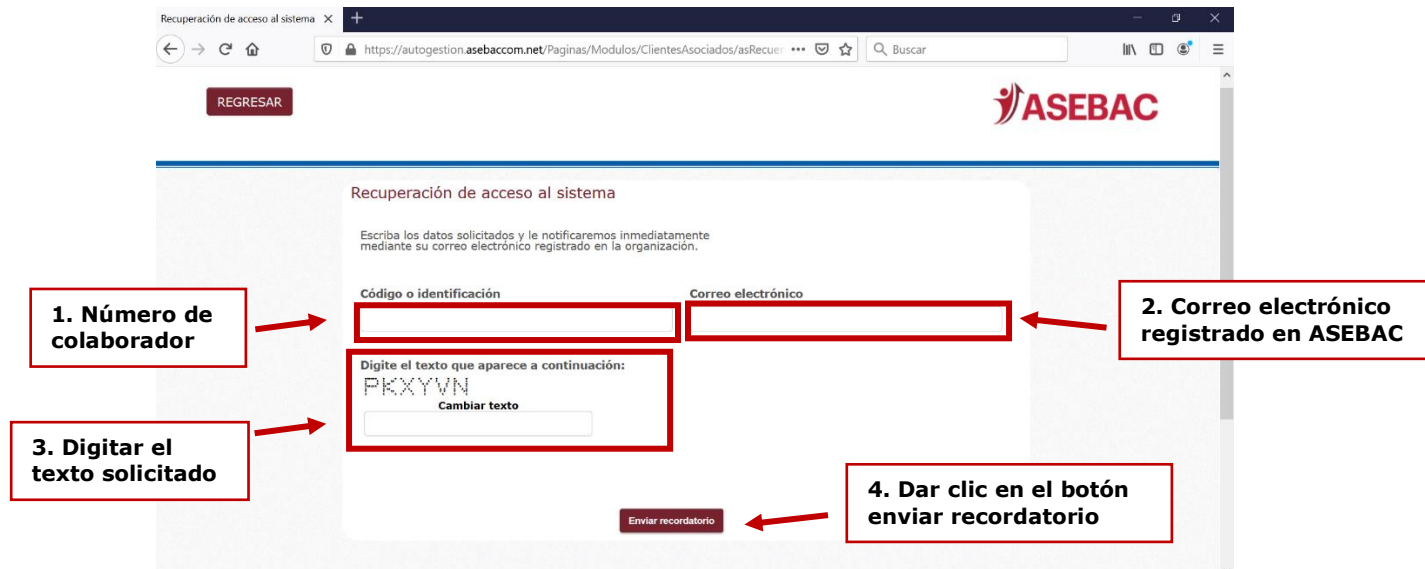 Recuperación de acceso al sistema
https://autogestion.asebaccom.net/Paginas/Modulos/ClientesAsociados/asRecuer
Buscar
REGRESAR
ASEBAC
Recuperación de acceso al sistema
Escriba los datos solicitados y le notificaremos inmediatamente
mediante su correo electrónico registrado en la organización.
Código o identificación
Correo electrónico
1. Número de
colaborador
2. Correo electrónico
registrado en ASEBAC
Digite el texto que aparece a continuación:
PKXYVN
Cambiar texto
3. Digitar el
texto solicitado
4. Dar clic en el botón
enviar recordatorio
Enviar recordatorio